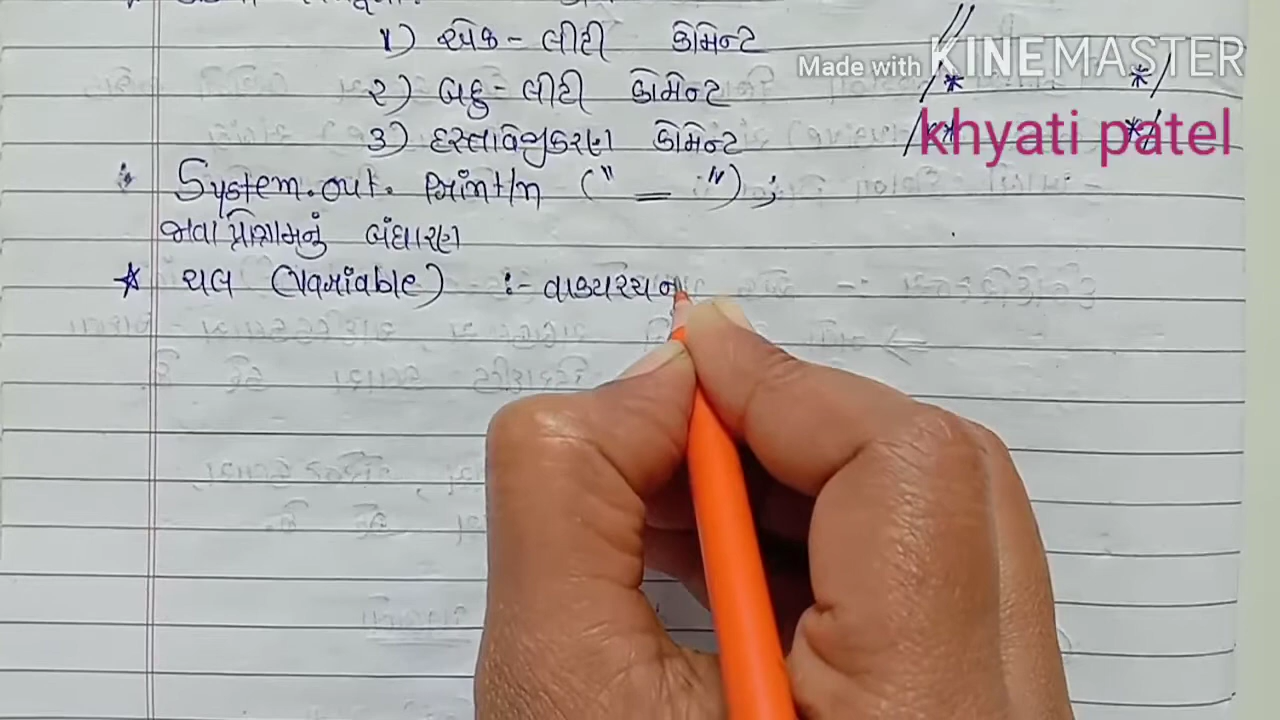 ૧) એક - લીટી કોમેન્ટ //
Made with KINEMASTER
૨) બહુ - લીટી કોમેન્ટ /* */
૩) દસ્તાવેજીકરણ કોમેન્ટ /** */
khyati patel
System.out. println (" = ");
જાવા પ્રોગ્રામનું બંધારણ
* ચલ (Variable) :- વાક્યરચના